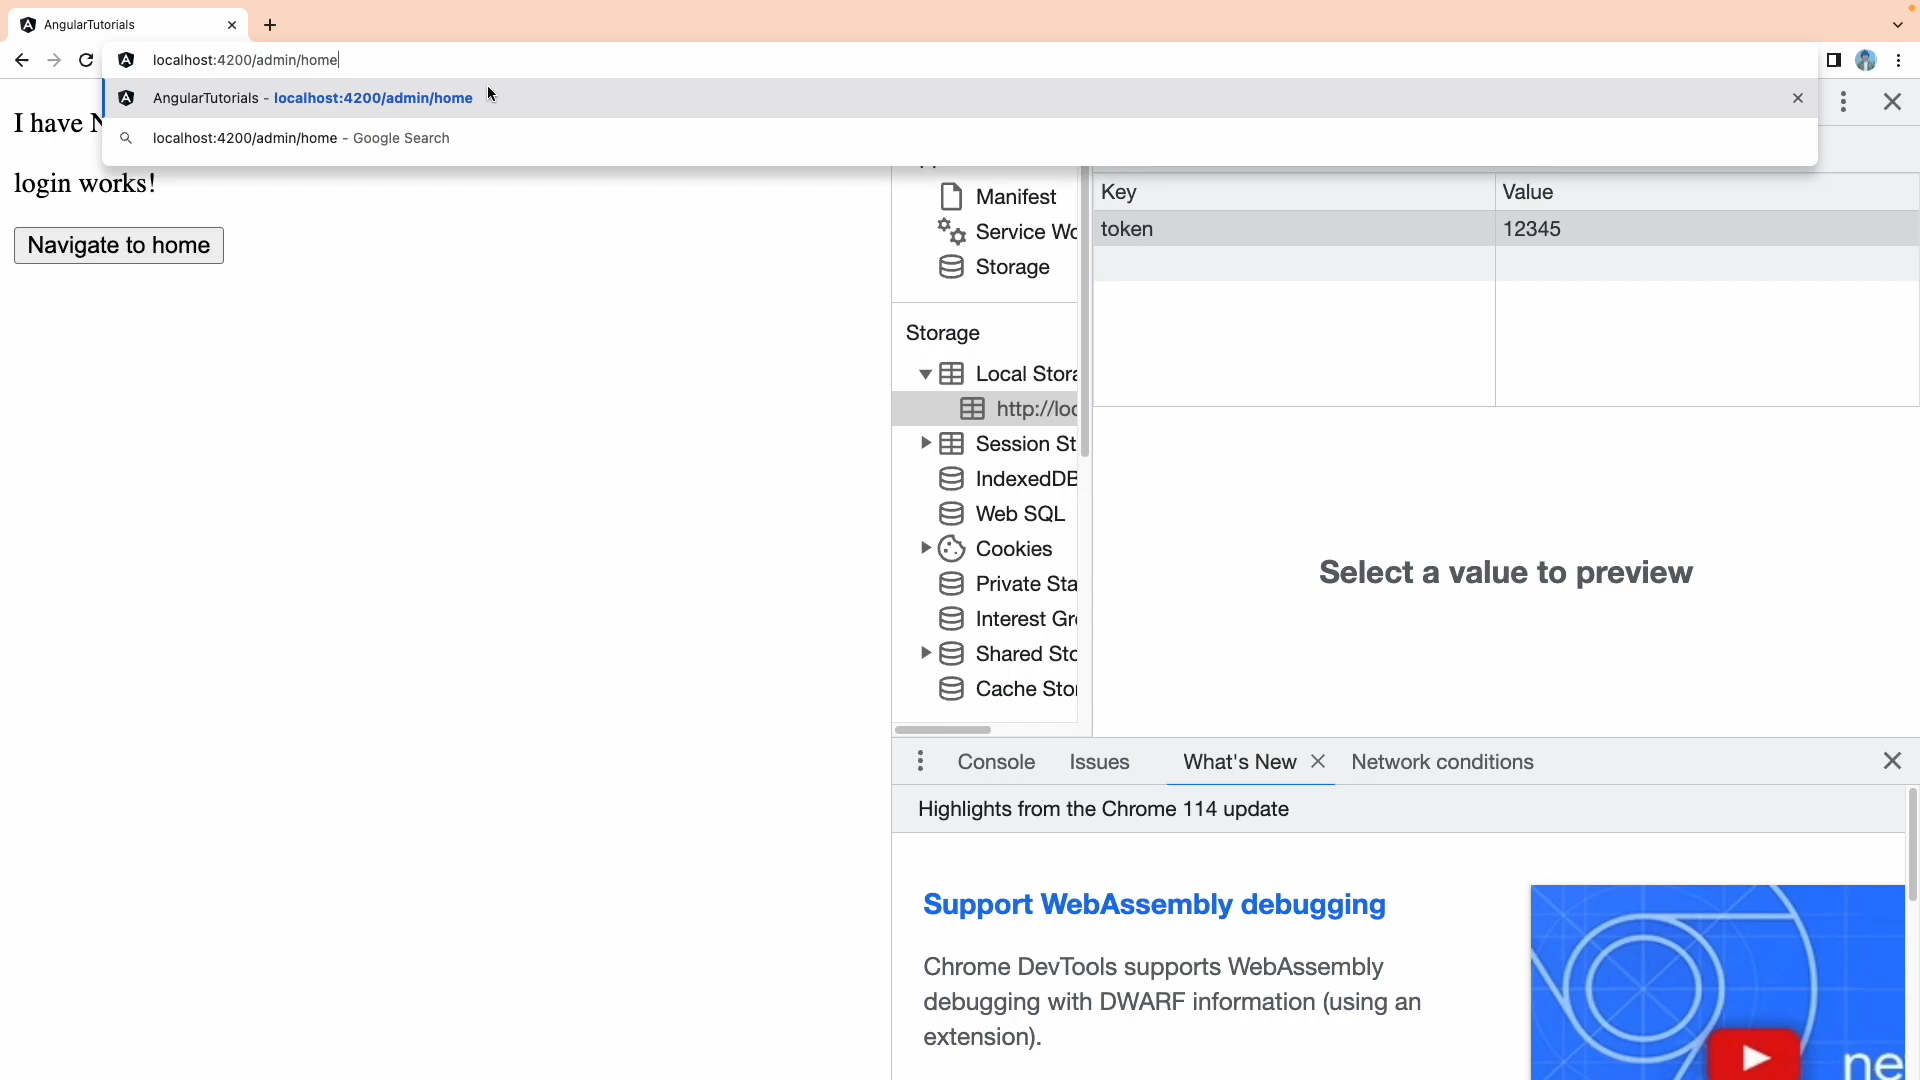 AngularTutorials
localhost:4200/admin/home
AngularTutorials - localhost:4200/admin/home
localhost:4200/admin/home - Google Search
I have
login works!
Navigate to home
Manifest
Service Wo
Storage
Storage
Local Stora
http://loc
Session St
IndexedDB
Web SQL
Cookies
Private Sta
Interest Gro
Shared Sto
Cache Stor
Key Value
token 12345
Select a value to preview
Console Issues What's New Network conditions
Highlights from the Chrome 114 update
Support WebAssembly debugging
Chrome DevTools supports WebAssembly
debugging with DWARF information (using an
extension).
ne